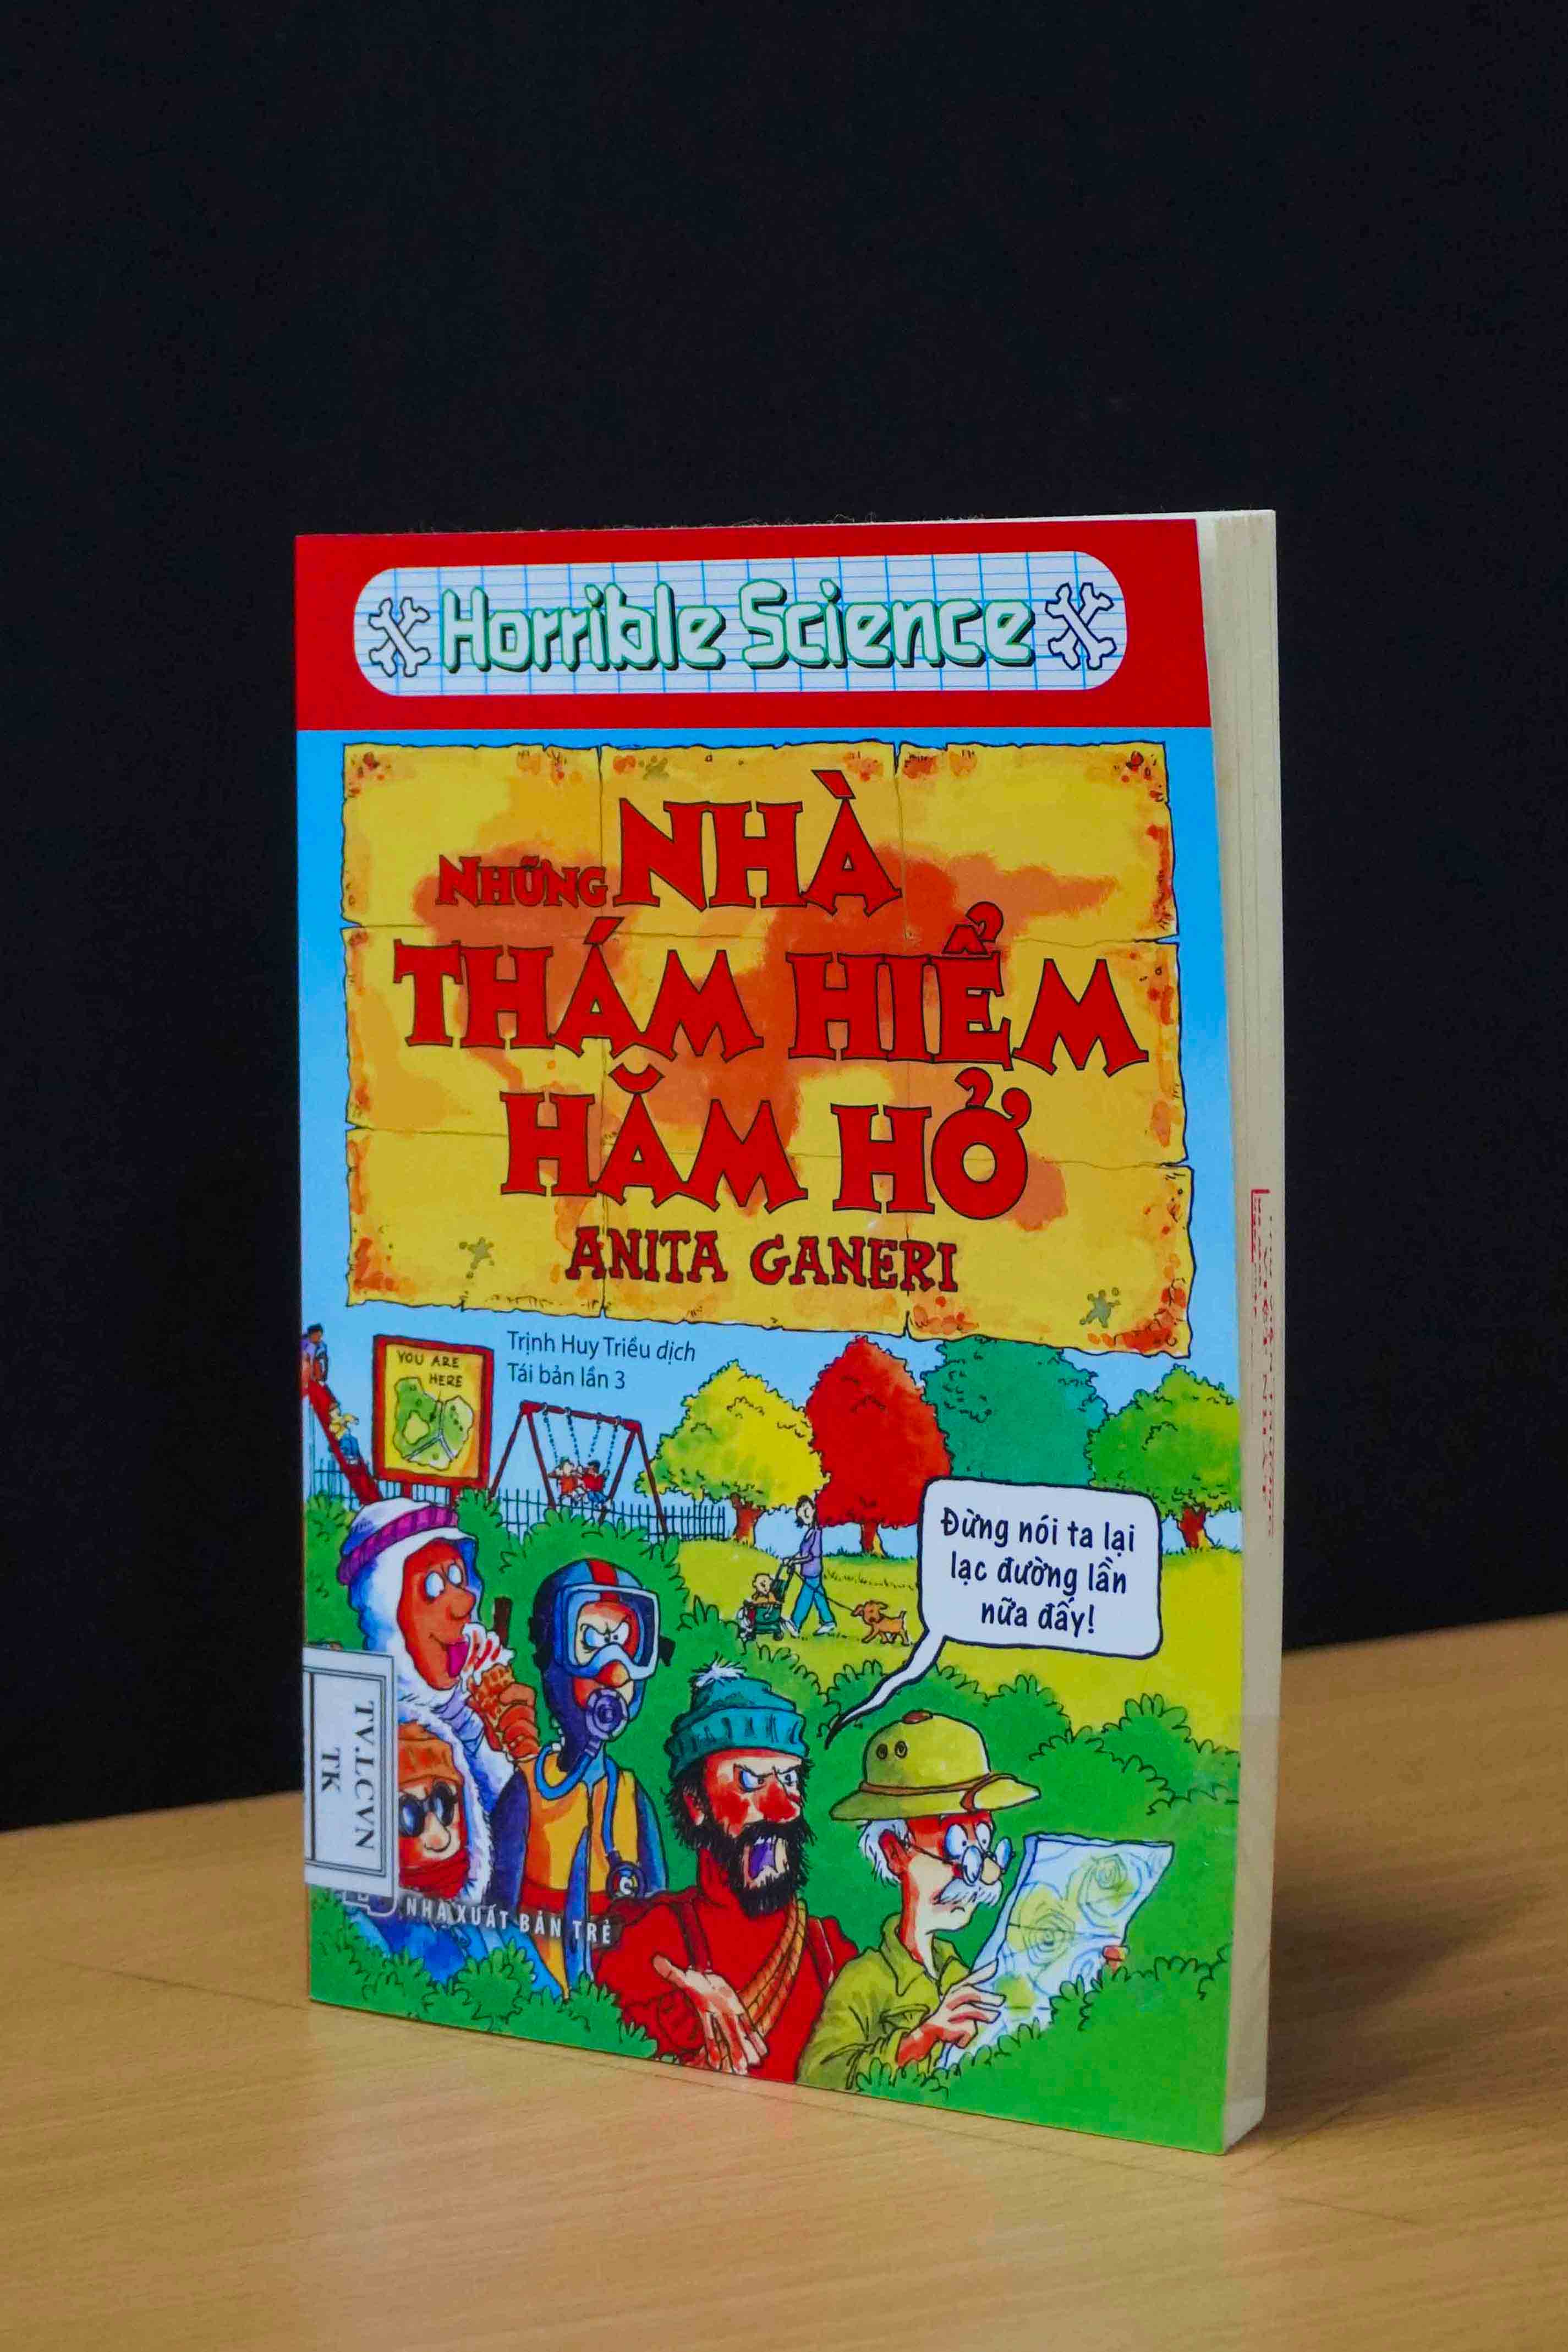 Horrible Science
NHỮNG NHÀ
THÁM HIỂM
HĂM HỞ
ANITA GANERI
Trịnh Huy Triều dịch
Tái bản lần 3
YOU ARE
HERE
Đừng nói ta lại
lạc đường lần
nữa đấy!
TV.LCVN
TK
NHÀ XUẤT BẢN TRẺ